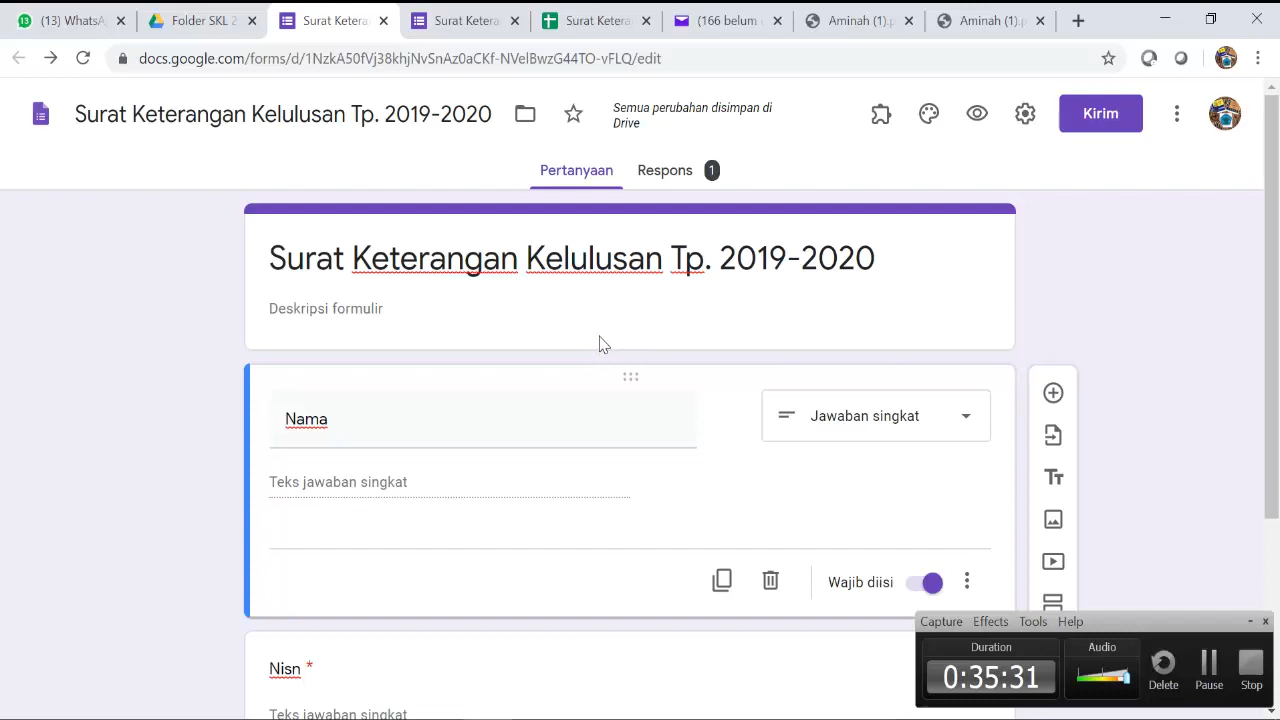 (13) WhatsA
Folder SKL 2
Surat Ketera
Surat Ketera
Surat Ketera
(166 belum
Aminah (1).p
Aminah (1).p
docs.google.com/forms/d/1NzkA50fVj38khjNvSnAz0aCKf-NVelBwzG44TO-vFLQ/edit
Surat Keterangan Kelulusan Tp. 2019-2020
Semua perubahan disimpan di
Drive
Kirim
Pertanyaan
Respons 1
Surat Keterangan Kelulusan Tp. 2019-2020
Deskripsi formulir
Nama
Jawaban singkat
Teks jawaban singkat
Wajib diisi
Nisn *
Teks jawaban singkat
Capture Effects Tools Help
Duration
Audio
0:35:31
Delete Pause Stop